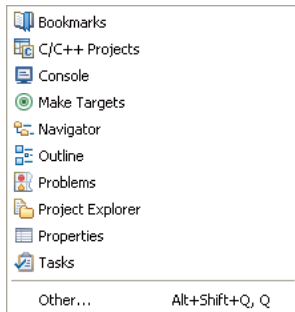 Bookmarks
C/C++ Projects
Console
Make Targets
Navigator
Outline
Problems
Project Explorer
Properties
Tasks
Other... Alt+Shift+Q, Q